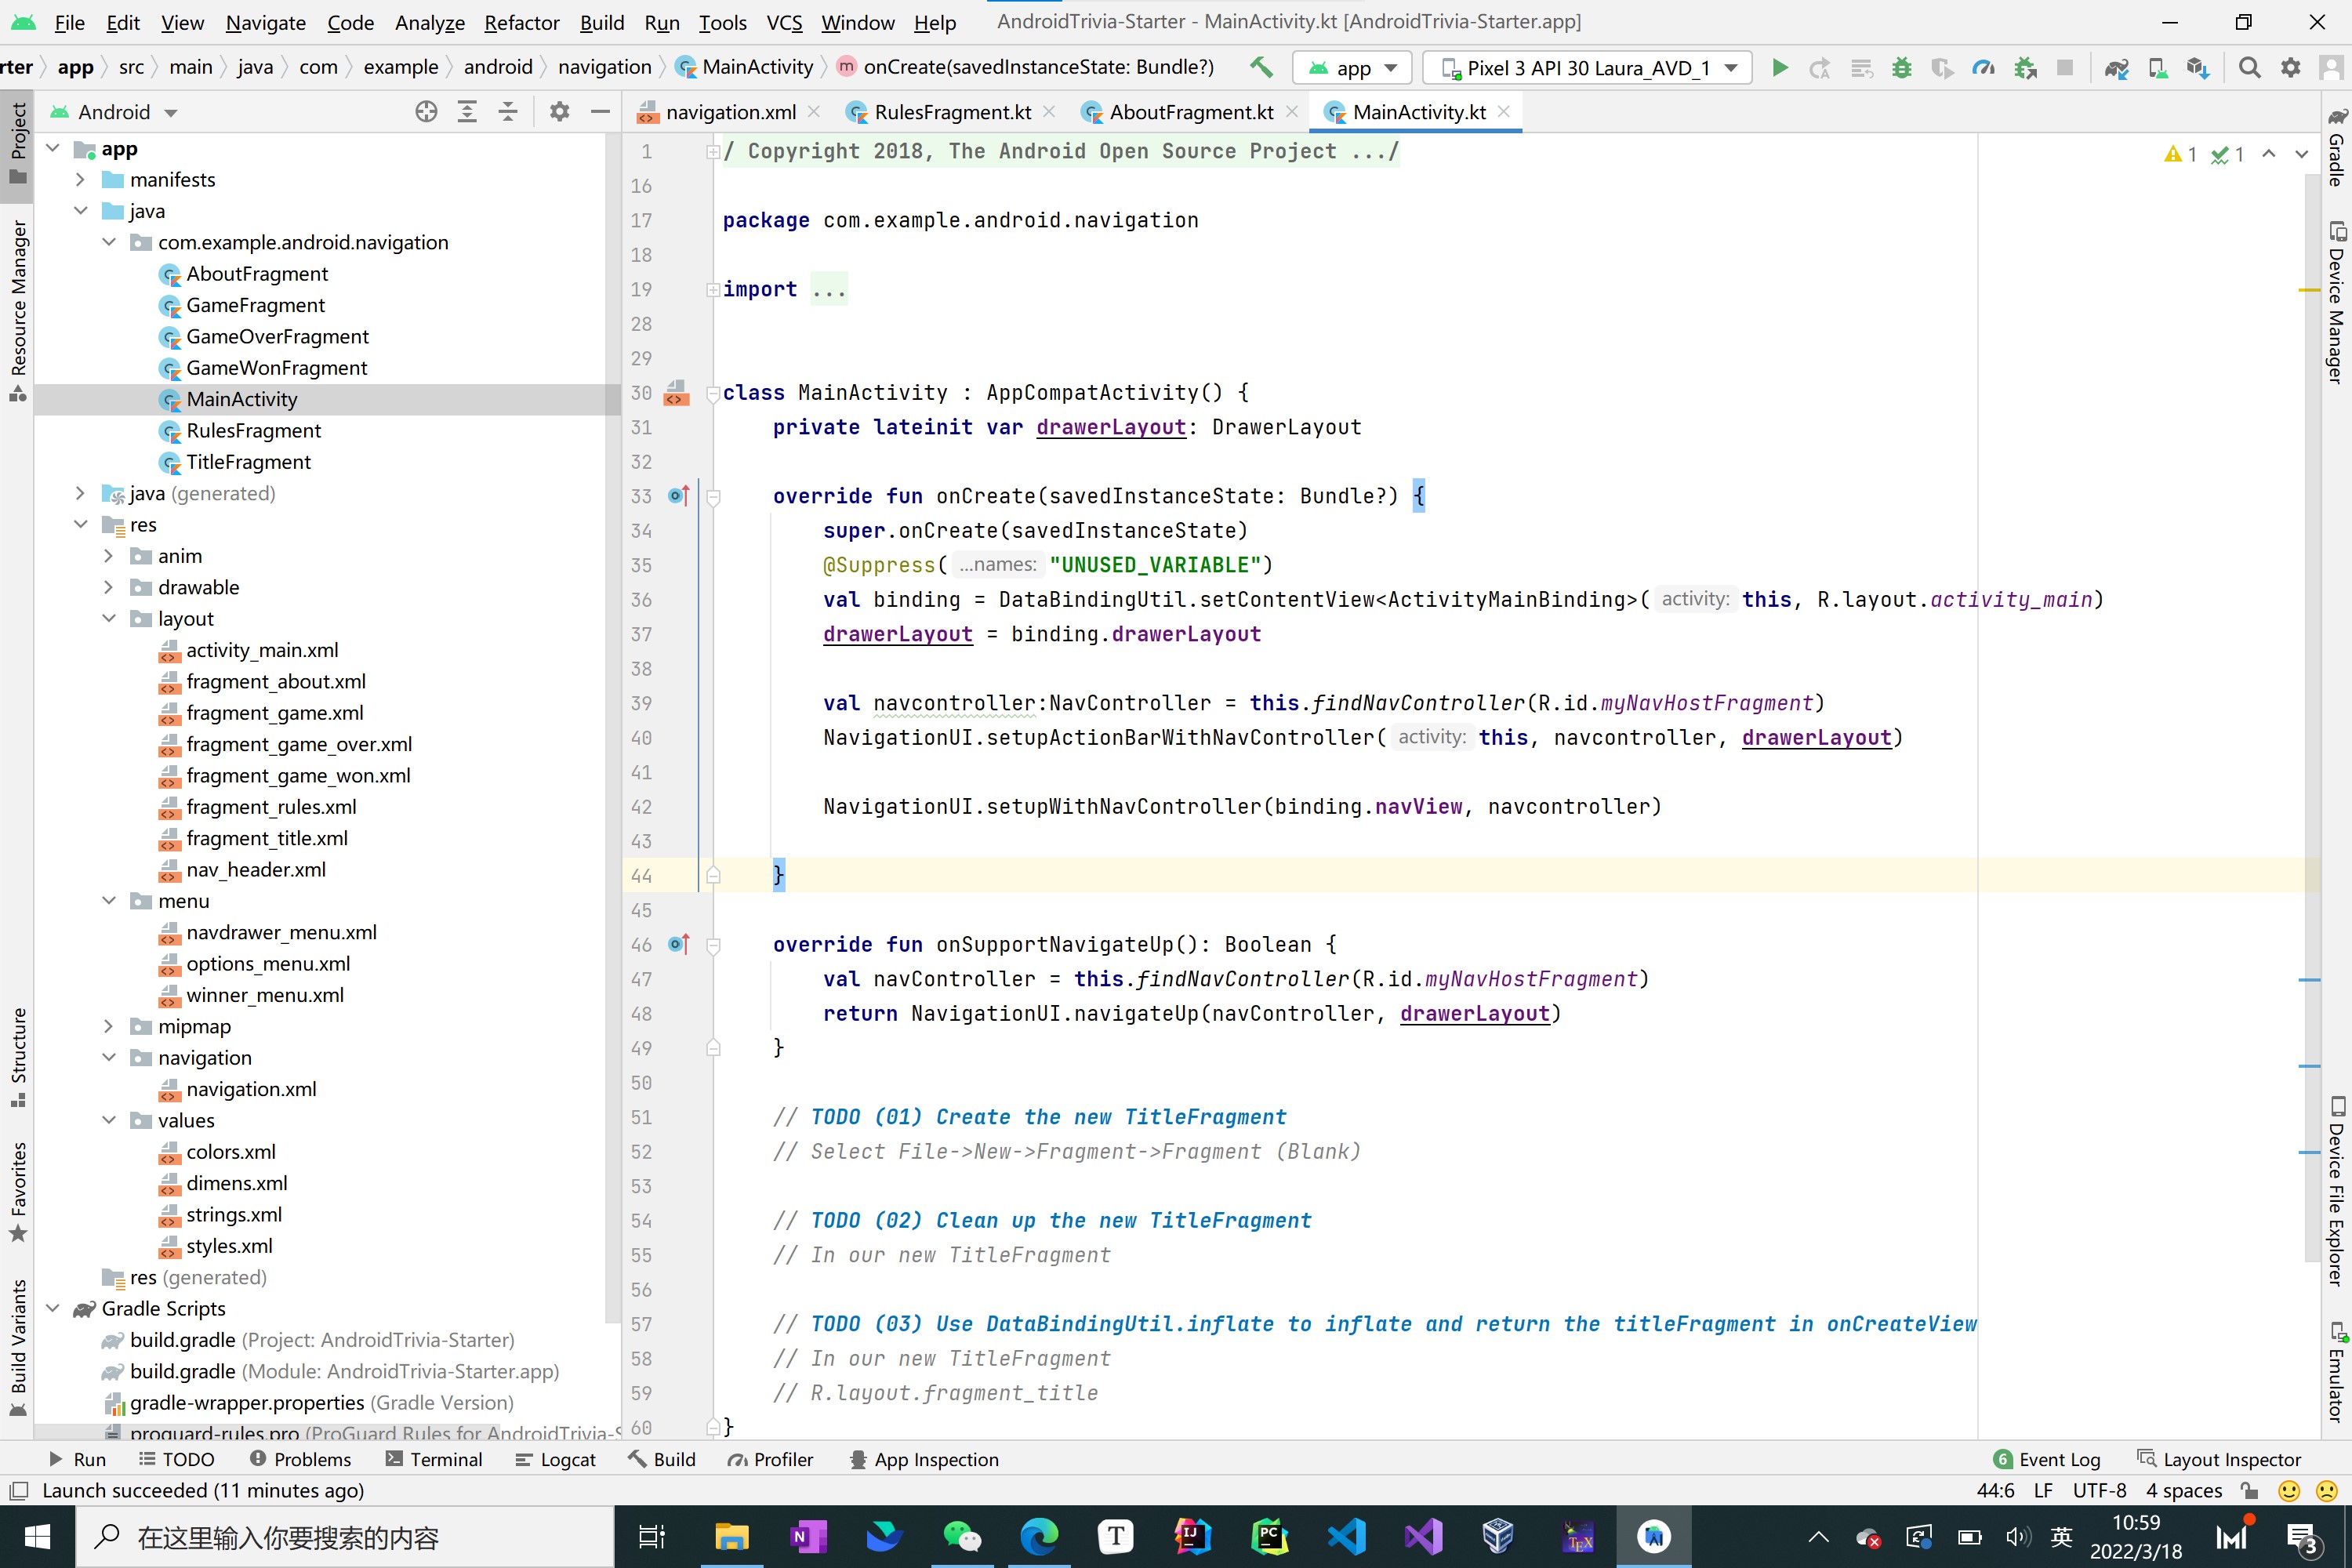 File Edit View Navigate Code Analyze Refactor Build Run Tools VCS Window Help AndroidTrivia-Starter - MainActivity.kt [AndroidTrivia-Starter.app]
rter app src main java com example android navigation MainActivity onCreate(savedInstanceState: Bundle?) app Pixel 3 API 30 Laura_AVD_1
Project
Resource Manager
Structure
Favorites
Build Variants
Android
app
manifests
java
com.example.android.navigation
AboutFragment
GameFragment
GameOverFragment
GameWonFragment
MainActivity
RulesFragment
TitleFragment
java (generated)
res
anim
drawable
layout
activity_main.xml
fragment_about.xml
fragment_game.xml
fragment_game_over.xml
fragment_game_won.xml
fragment_rules.xml
fragment_title.xml
nav_header.xml
menu
navdrawer_menu.xml
options_menu.xml
winner_menu.xml
mipmap
navigation
navigation.xml
values
colors.xml
dimens.xml
strings.xml
styles.xml
res (generated)
Gradle Scripts
build.gradle (Project: AndroidTrivia-Starter)
build.gradle (Module: AndroidTrivia-Starter.app)
gradle-wrapper.properties (Gradle Version)
proguard-rules.pro (ProGuard Rules for AndroidTrivia-S
navigation.xml RulesFragment.kt AboutFragment.kt MainActivity.kt
1 / Copyright 2018, The Android Open Source Project .../ 1 1
16
17 package com.example.android.navigation
18
19 import ...
28
29
30 class MainActivity : AppCompatActivity() {
31 private lateinit var drawerLayout: DrawerLayout
32
33 override fun onCreate(savedInstanceState: Bundle?) {
34 super.onCreate(savedInstanceState)
35 @Suppress( ...names: "UNUSED_VARIABLE")
36 val binding = DataBindingUtil.setContentView<ActivityMainBinding>( activity: this, R.layout.activity_main)
37 drawerLayout = binding.drawerLayout
38
39 val navcontroller:NavController = this.findNavController(R.id.myNavHostFragment)
40 NavigationUI.setupActionBarWithNavController( activity: this, navcontroller, drawerLayout)
41
42 NavigationUI.setupWithNavController(binding.navView, navcontroller)
43
44 }
45
46 override fun onSupportNavigateUp(): Boolean {
47 val navController = this.findNavController(R.id.myNavHostFragment)
48 return NavigationUI.navigateUp(navController, drawerLayout)
49 }
50
51 // TODO (01) Create the new TitleFragment
52 // Select File->New->Fragment->Fragment (Blank)
53
54 // TODO (02) Clean up the new TitleFragment
55 // In our new TitleFragment
56
57 // TODO (03) Use DataBindingUtil.inflate to inflate and return the titleFragment in onCreateView
58 // In our new TitleFragment
59 // R.layout.fragment_title
60 }
Gradle
Device Manager
Device File Explorer
Emulator
Run TODO Problems Terminal Logcat Build Profiler App Inspection 6 Event Log Layout Inspector
Launch succeeded (11 minutes ago) 44:6 LF UTF-8 4 spaces
在这里输入你要搜索的内容 N T IJ PC TEX 英 10:59 3
2022/3/18